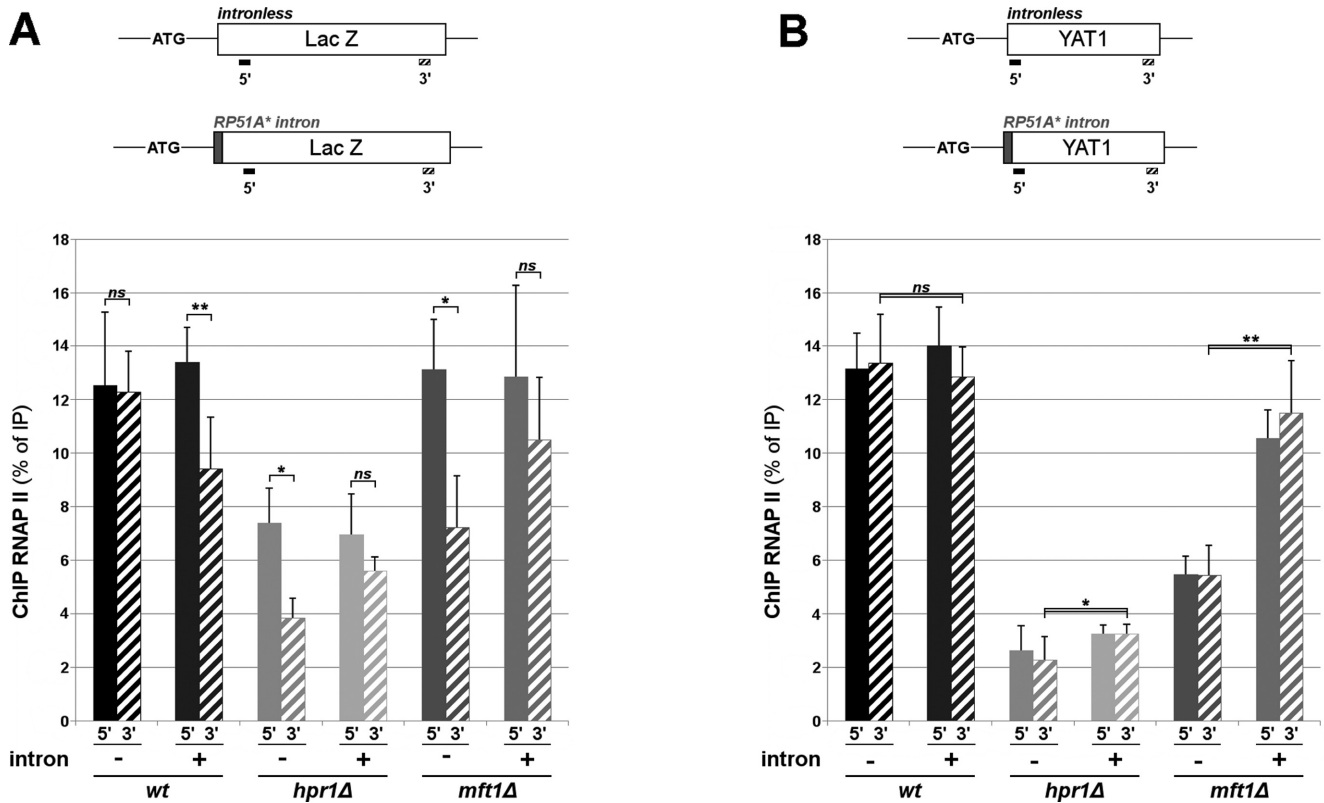 A
intronless
ATG
Lac Z
5' 3'
RP51A* intron
ATG
Lac Z
5' 3'
18
16
14
12
10
8
6
4
2
0
ChIP RNAP II (% of IP)
ns
**
*
ns
*
ns
5' 3' 5' 3' 5' 3' 5' 3' 5' 3' 5' 3'
intron - + - + - +
wt hpr1Δ mft1Δ
B
intronless
ATG
YAT1
5' 3'
RP51A* intron
ATG
YAT1
5' 3'
18
16
14
12
10
8
6
4
2
0
ChIP RNAP II (% of IP)
ns
*
**
5' 3' 5' 3' 5' 3' 5' 3' 5' 3' 5' 3'
intron - + - + - +
wt hpr1Δ mft1Δ